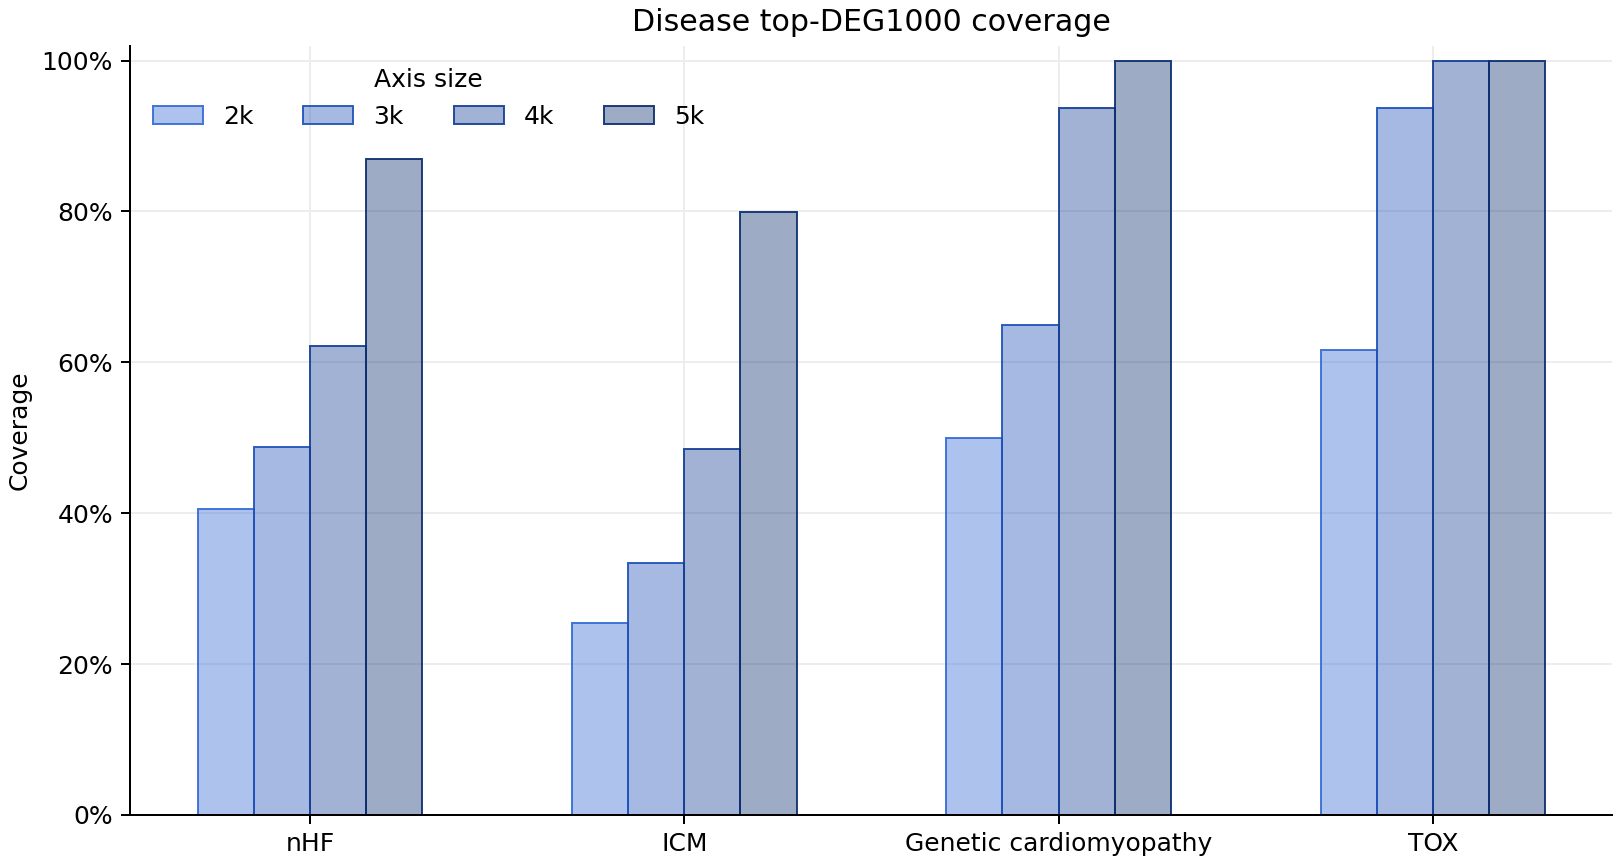 Disease top-DEG1000 coverage
Axis size
2k 3k 4k 5k
Coverage
100%
80%
60%
40%
20%
0%
nHF ICM Genetic cardiomyopathy TOX